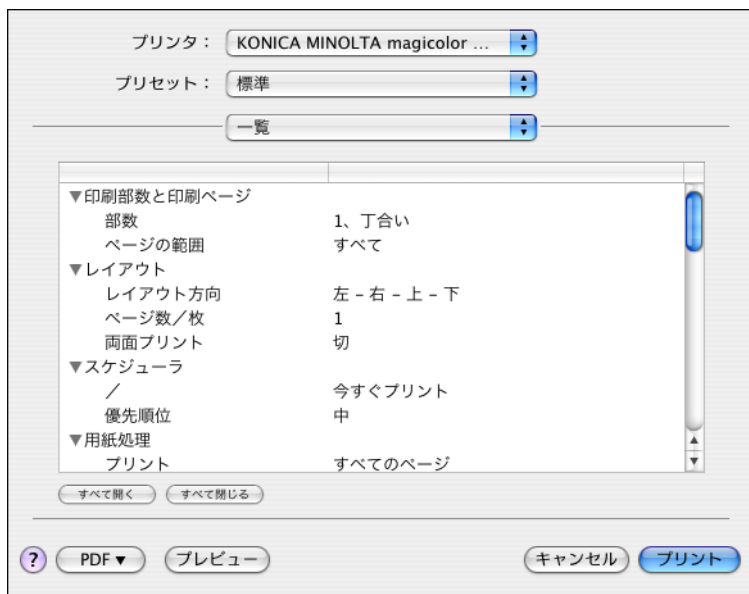 プリンタ： KONICA MINOLTA magicolor ...
プリセット： 標準
一覧
▼印刷部数と印刷ページ
部数 1、丁合い
ページの範囲 すべて
▼レイアウト
レイアウト方向 左 – 右 – 上 – 下
ページ数／枚 1
両面プリント 切
▼スケジューラ
／ 今すぐプリント
優先順位 中
▼用紙処理
プリント すべてのページ
すべて開く すべて閉じる
? PDF ▼ プレビュー キャンセル プリント